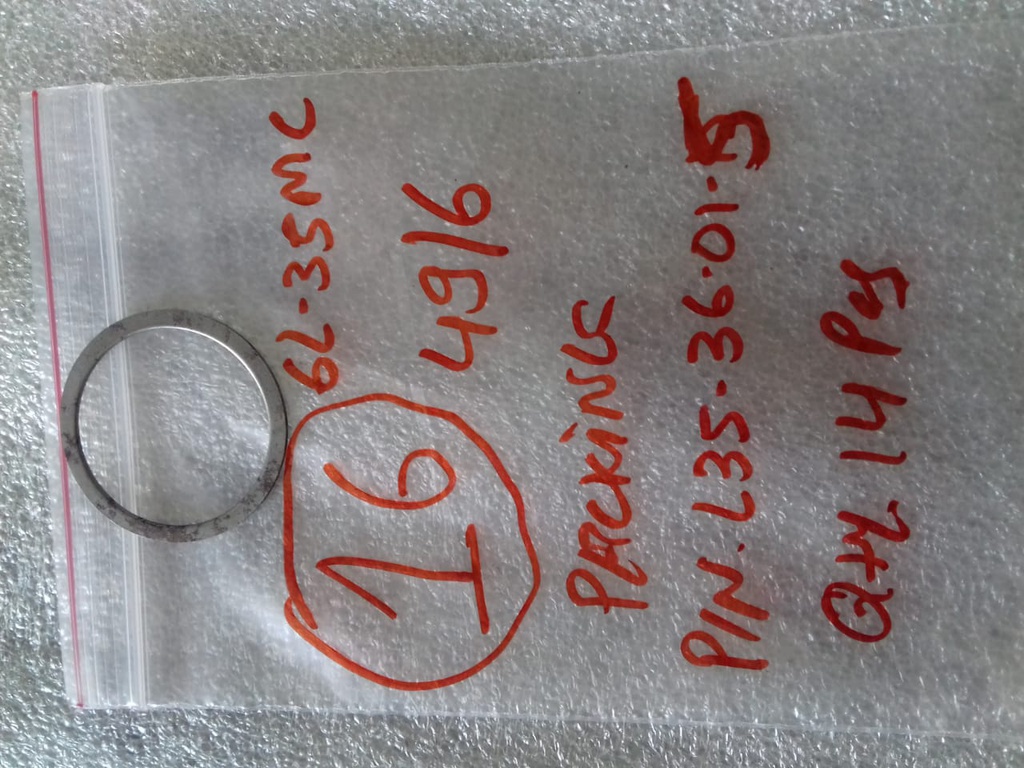 16
6L-35MC
4916
PACKING
P/N. L35-36.01.5
Qty 14 Pcs